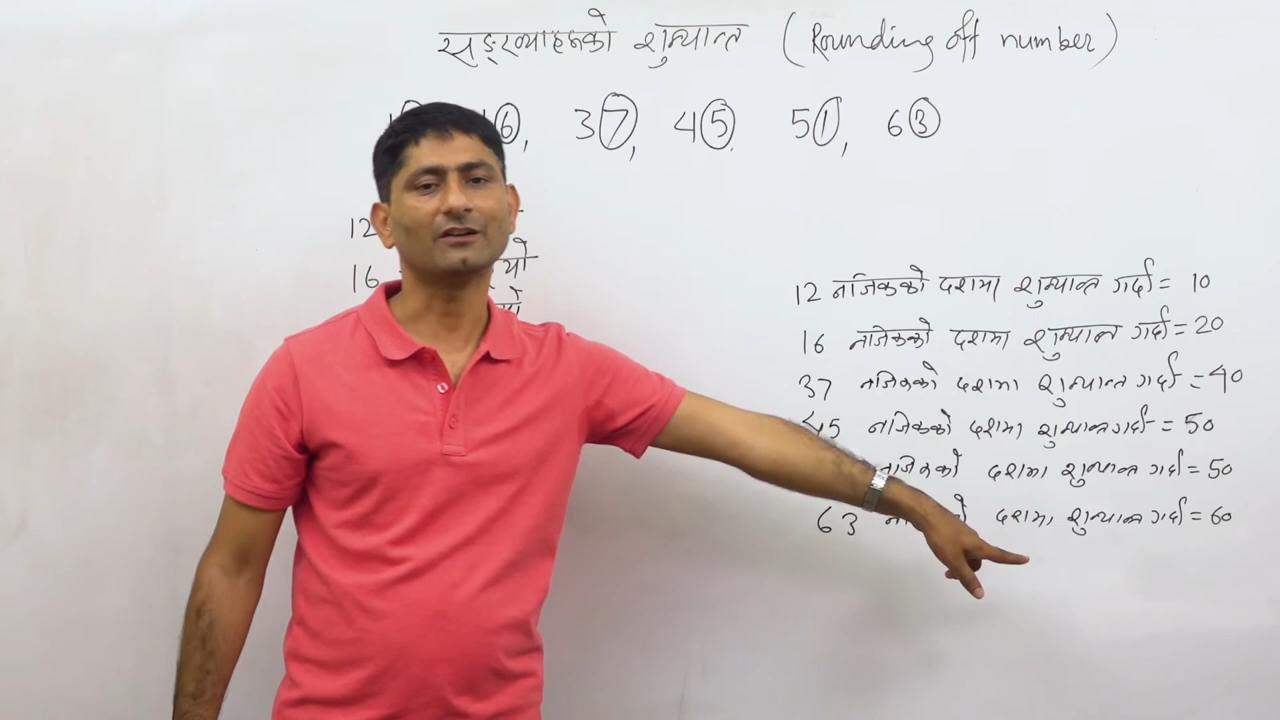 सङ्ख्याहरूको शुन्यान्त (Rounding off number)
6, 37, 45, 51, 63
12
16 यो
12 नजिकको दशमा शुन्यान्त गर्दा = 10
16 नजिकको दशमा शुन्यान्त गर्दा = 20
37 नजिकको दशमा शुन्यान्त गर्दा = 40
45 नजिकको दशमा शुन्यान्त गर्दा = 50
नजिकको दशमा शुन्यान्त गर्दा = 50
63 दशमा शुन्यान्त गर्दा = 60